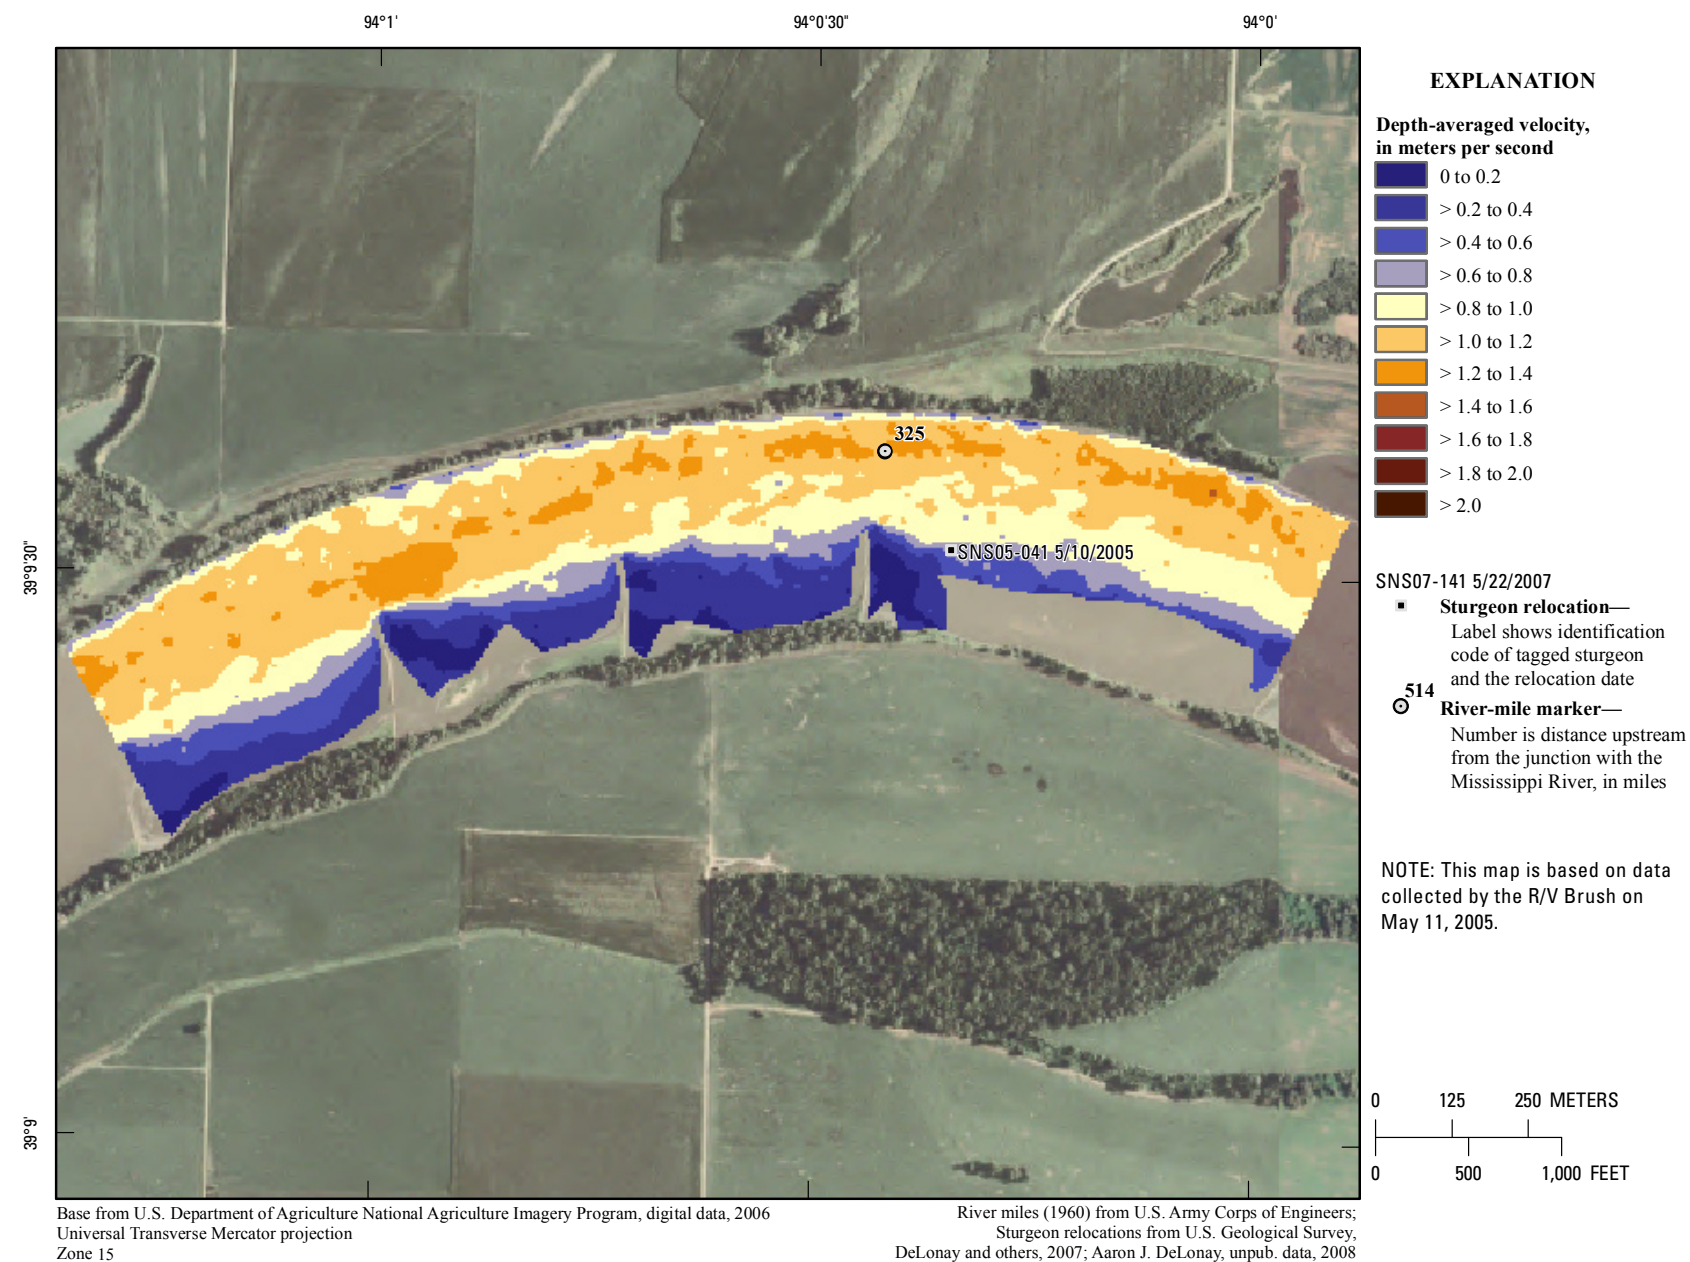 94°1'
94°0'30"
94°0'
39°9'30"
39°9'
325
SNS05-041 5/10/2005
EXPLANATION
Depth-averaged velocity,
in meters per second
0 to 0.2
> 0.2 to 0.4
> 0.4 to 0.6
> 0.6 to 0.8
> 0.8 to 1.0
> 1.0 to 1.2
> 1.2 to 1.4
> 1.4 to 1.6
> 1.6 to 1.8
> 1.8 to 2.0
> 2.0
SNS07-141 5/22/2007
Sturgeon relocation—
Label shows identification
code of tagged sturgeon
and the relocation date
514
River-mile marker—
Number is distance upstream
from the junction with the
Mississippi River, in miles
NOTE: This map is based on data
collected by the R/V Brush on
May 11, 2005.
0 125 250 METERS
0 500 1,000 FEET
Base from U.S. Department of Agriculture National Agriculture Imagery Program, digital data, 2006
Universal Transverse Mercator projection
Zone 15
River miles (1960) from U.S. Army Corps of Engineers;
Sturgeon relocations from U.S. Geological Survey,
DeLonay and others, 2007; Aaron J. DeLonay, unpub. data, 2008